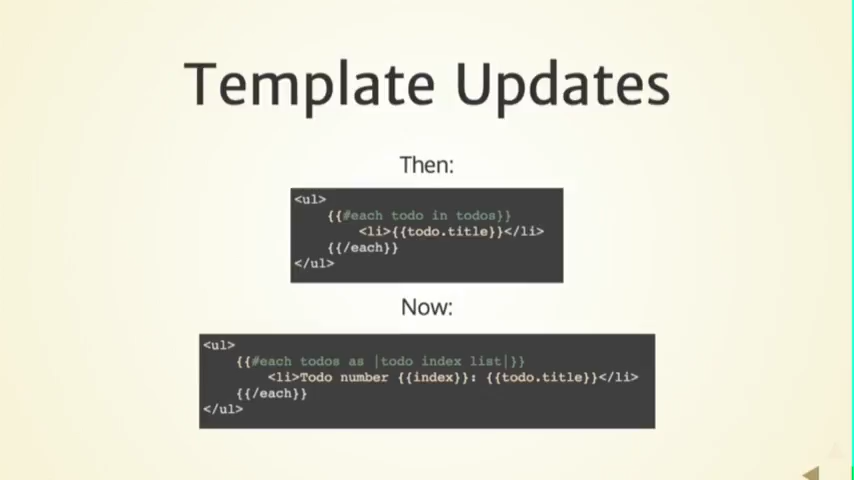 Template Updates
Then:
<ul>
{{#each todo in todos}}
<li>{{todo.title}}</li>
{{/each}}
</ul>
Now:
<ul>
{{#each todos as |todo index list|}}
<li>Todo number {{index}}: {{todo.title}}</li>
{{/each}}
</ul>